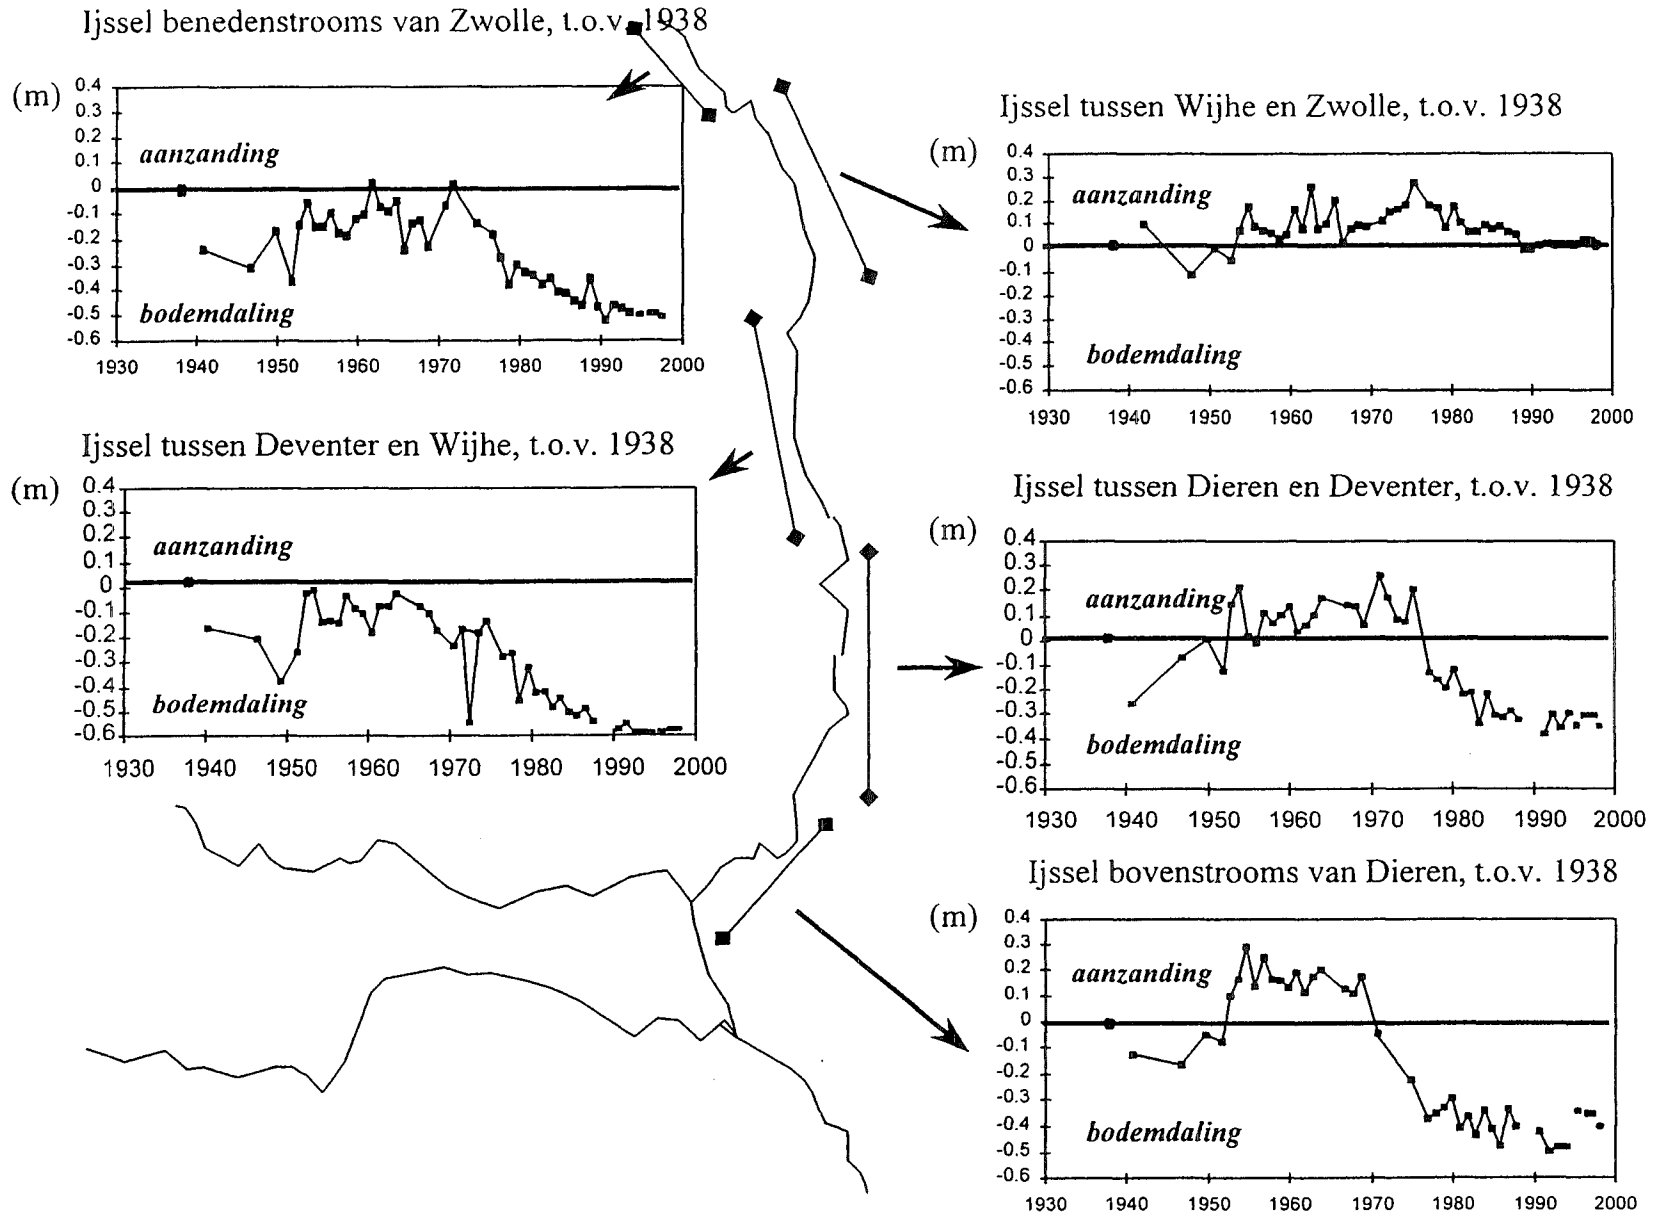 Ijssel benedenstrooms van Zwolle, t.o.v. 1938
(m)
0.4
0.3
0.2
0.1
0
-0.1
-0.2
-0.3
-0.4
-0.5
-0.6
aanzanding
bodemdaling
1930 1940 1950 1960 1970 1980 1990 2000
Ijssel tussen Wijhe en Zwolle, t.o.v. 1938
(m)
0.4
0.3
0.2
0.1
0
-0.1
-0.2
-0.3
-0.4
-0.5
-0.6
aanzanding
bodemdaling
1930 1940 1950 1960 1970 1980 1990 2000
Ijssel tussen Deventer en Wijhe, t.o.v. 1938
(m)
0.4
0.3
0.2
0.1
0
-0.1
-0.2
-0.3
-0.4
-0.5
-0.6
aanzanding
bodemdaling
1930 1940 1950 1960 1970 1980 1990 2000
Ijssel tussen Dieren en Deventer, t.o.v. 1938
(m)
0.4
0.3
0.2
0.1
0
-0.1
-0.2
-0.3
-0.4
-0.5
-0.6
aanzanding
bodemdaling
1930 1940 1950 1960 1970 1980 1990 2000
Ijssel bovenstrooms van Dieren, t.o.v. 1938
(m)
0.4
0.3
0.2
0.1
0
-0.1
-0.2
-0.3
-0.4
-0.5
-0.6
aanzanding
bodemdaling
1930 1940 1950 1960 1970 1980 1990 2000